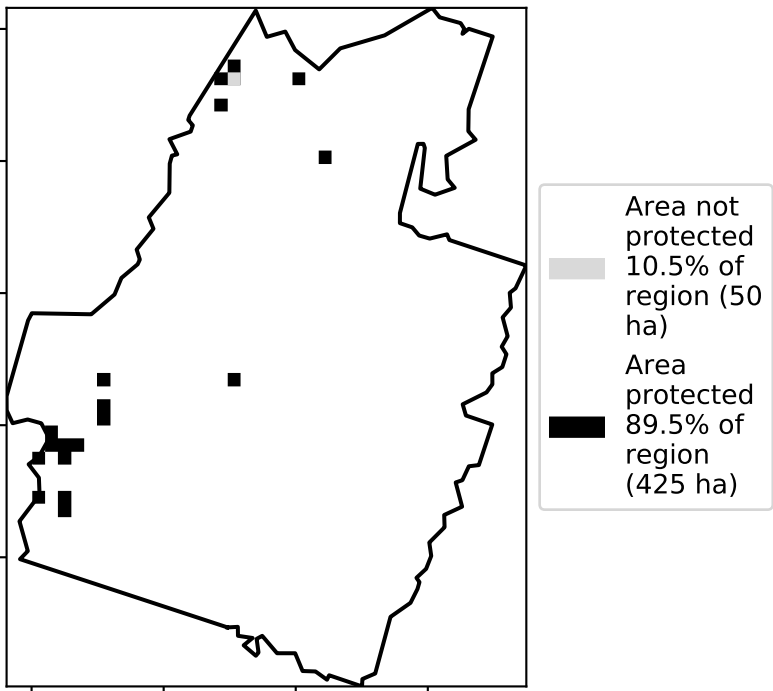 Area not
protected
10.5% of
region (50
ha)
Area
protected
89.5% of
region
(425 ha)